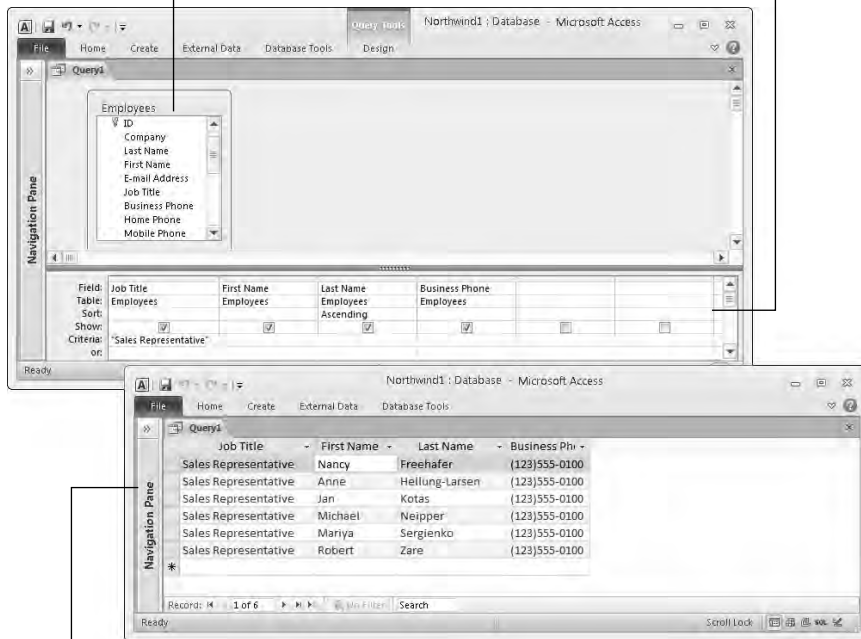 Query Tools
Northwind1 : Database - Microsoft Access
File Home Create External Data Database Tools Design
Query1
Navigation Pane
Employees
ID
Company
Last Name
First Name
E-mail Address
Job Title
Business Phone
Home Phone
Mobile Phone
Field: Job Title First Name Last Name Business Phone
Table: Employees Employees Employees Employees
Sort: Ascending
Show:
Criteria: "Sales Representative"
or:
Ready
Northwind1 : Database - Microsoft Access
File Home Create External Data Database Tools
Query1
Navigation Pane
Job Title First Name Last Name Business Ph
Sales Representative Nancy Freehafer (123)555-0100
Sales Representative Anne Hellung-Larsen (123)555-0100
Sales Representative Jan Kotas (123)555-0100
Sales Representative Michael Neipper (123)555-0100
Sales Representative Mariya Sergienko (123)555-0100
Sales Representative Robert Zare (123)555-0100
Record: 1 of 6 No Filter Search
Ready Scroll Lock SQL